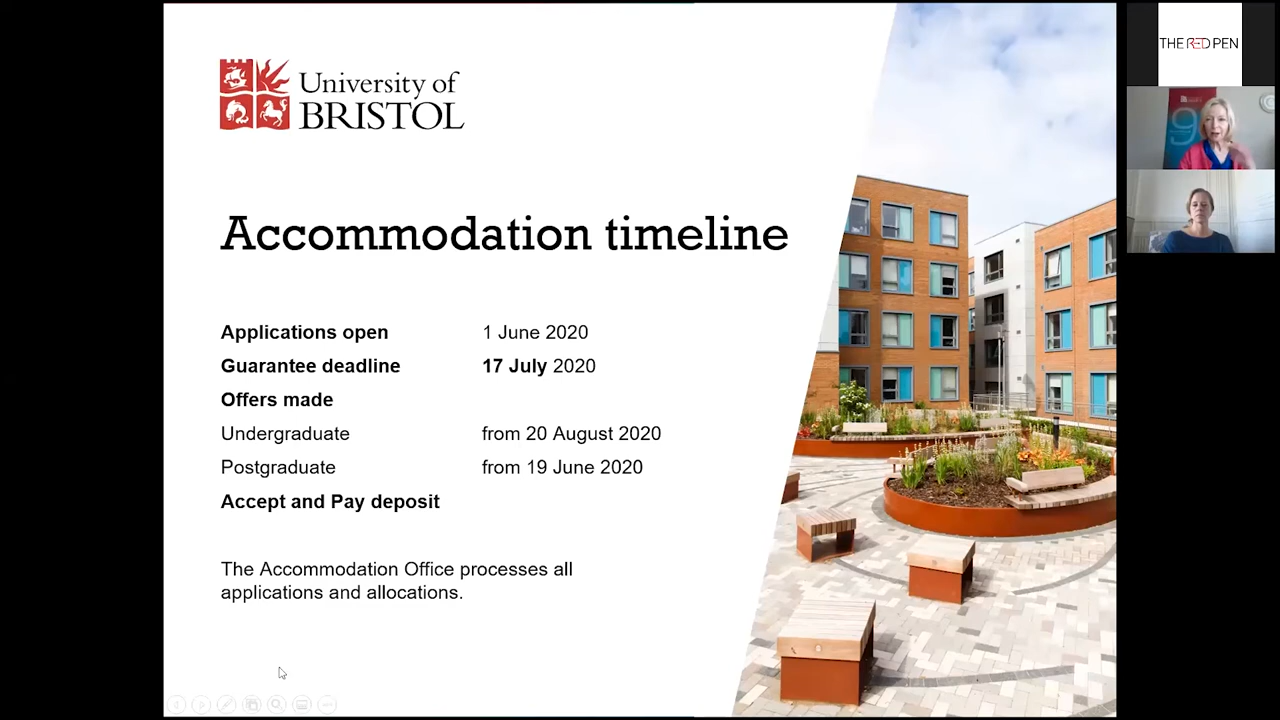 University of
BRISTOL
Accommodation timeline
Applications open 1 June 2020
Guarantee deadline 17 July 2020
Offers made
Undergraduate from 20 August 2020
Postgraduate from 19 June 2020
Accept and Pay deposit
The Accommodation Office processes all
applications and allocations.
THE RED PEN